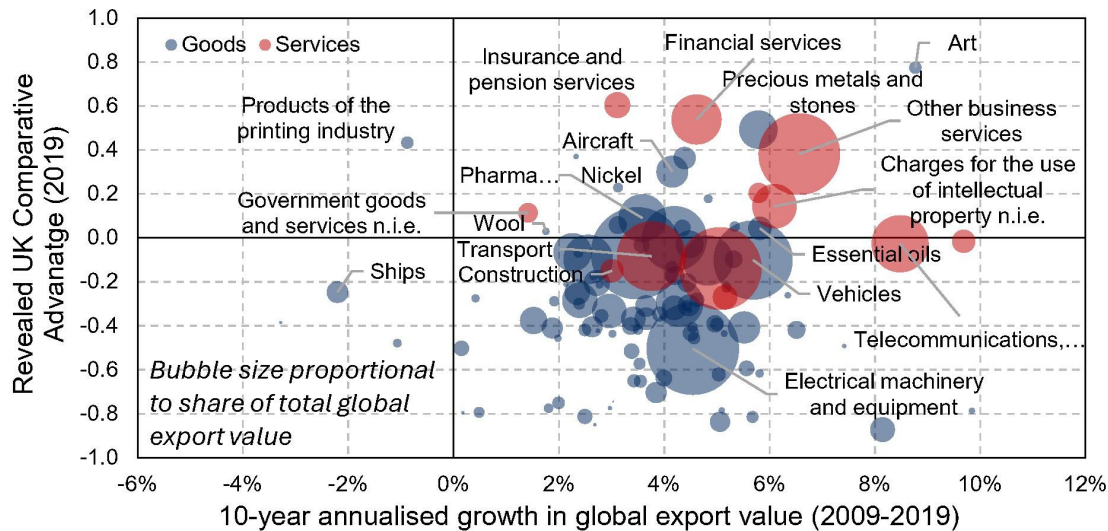 Revealed UK Comparative
Advanatge (2019)
1.0
0.8
0.6
0.4
0.2
0.0
-0.2
-0.4
-0.6
-0.8
-1.0
Goods
Services
Insurance and
pension services
Financial services
Art
Products of the
printing industry
Precious metals and
stones
Other business
services
Aircraft
Pharma…
Nickel
Charges for the use
of intellectual
property n.i.e.
Government goods
and services n.i.e.
Wool
Transport
Construction
Essential oils
Ships
Vehicles
Telecommunications,…
Electrical machinery
and equipment
Bubble size proportional
to share of total global
export value
-6%
-4%
-2%
0%
2%
4%
6%
8%
10%
12%
10-year annualised growth in global export value (2009-2019)